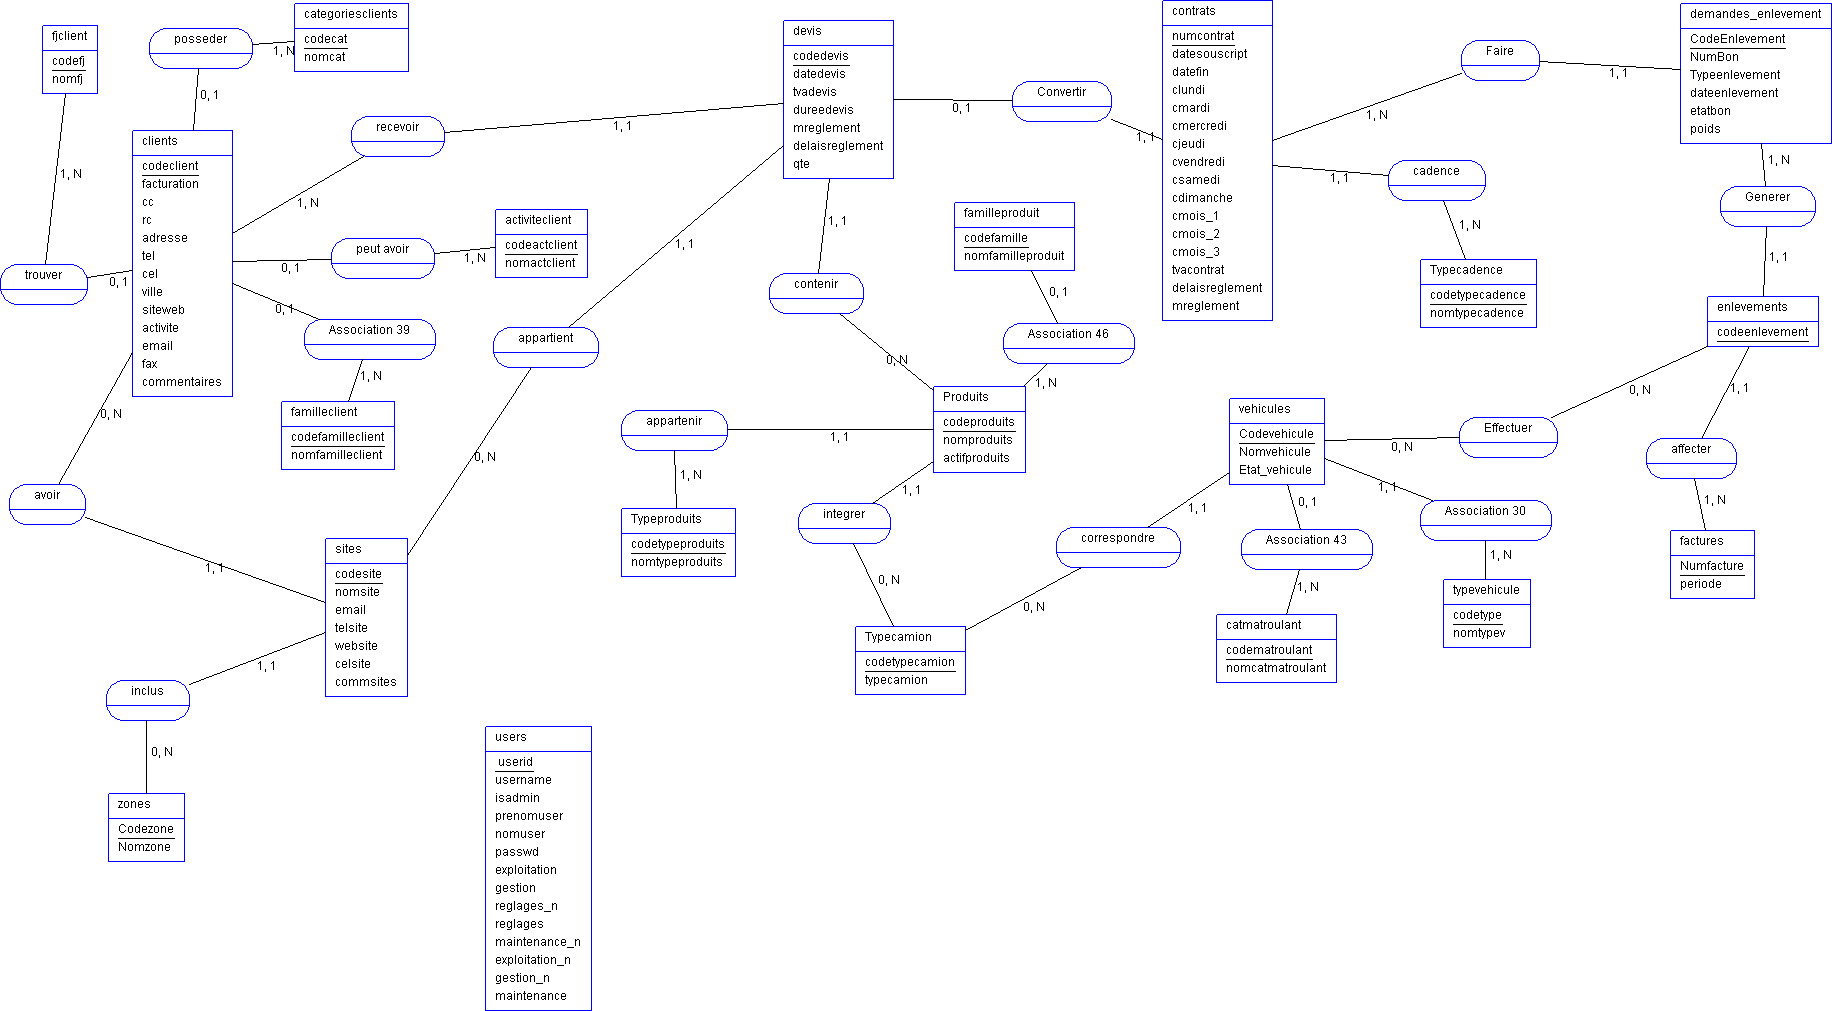 fjclient
codefj
nomfj
posseder
categoriesclients
codecat
nomcat
1, N
0, 1
1, N
clients
codeclient
facturation
cc
rc
adresse
tel
cel
ville
siteweb
activite
email
fax
commentaires
trouver
0, 1
recevoir
1, 1
1, N
peut avoir
0, 1
1, N
activiteclient
codeactclient
nomactclient
0, 1
Association 39
1, N
familleclient
codefamilleclient
nomfamilleclient
0, N
avoir
1, 1
sites
codesite
nomsite
email
telsite
website
celsite
commsites
1, 1
inclus
0, N
zones
Codezone
Nomzone
devis
codedevis
datedevis
tvadevis
dureedevis
mreglement
delaisreglement
qte
1, 1
appartient
0, N
1, 1
contenir
0, N
0, 1
Convertir
1, 1
contrats
numcontrat
datesouscript
datefin
clundi
cmardi
cmercredi
cjeudi
cvendredi
csamedi
cdimanche
cmois_1
cmois_2
cmois_3
tvacontrat
delaisreglement
mreglement
familleproduit
codefamille
nomfamilleproduit
0, 1
Association 46
1, N
Produits
codeproduits
nomproduits
actifproduits
appartenir
1, 1
1, N
Typeproduits
codetypeproduits
nomtypeproduits
1, 1
integrer
0, N
Typecamion
codetypecamion
typecamion
Faire
1, N
1, 1
demandes_enlevement
CodeEnlevement
NumBon
Typeenlevement
dateenlevement
etatbon
poids
1, N
Generer
1, 1
enlevements
codeenlevement
1, 1
cadence
1, N
Typecadence
codetypecadence
nomtypecadence
0, N
Effectuer
0, N
vehicules
Codevehicule
Nomvehicule
Etat_vehicule
1, 1
correspondre
0, N
0, 1
Association 43
1, N
catmatroulant
codematroulant
nomcatmatroulant
1, 1
Association 30
1, N
typevehicule
codetype
nomtypev
1, 1
affecter
1, N
factures
Numfacture
periode
users
userid
username
isadmin
prenomuser
nomuser
passwd
exploitation
gestion
reglages_n
reglages
maintenance_n
exploitation_n
gestion_n
maintenance